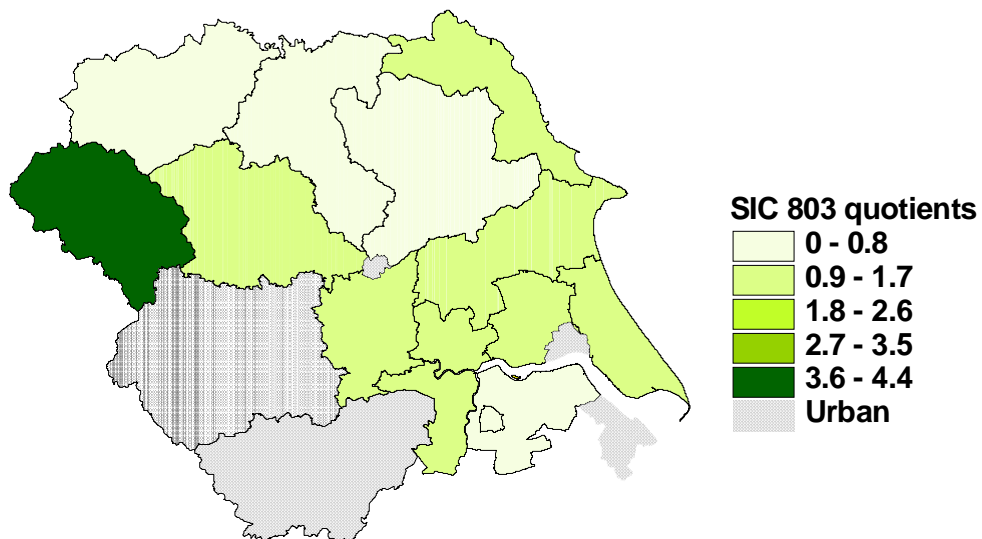 SIC 803 quotients
0 - 0.8
0.9 - 1.7
1.8 - 2.6
2.7 - 3.5
3.6 - 4.4
Urban